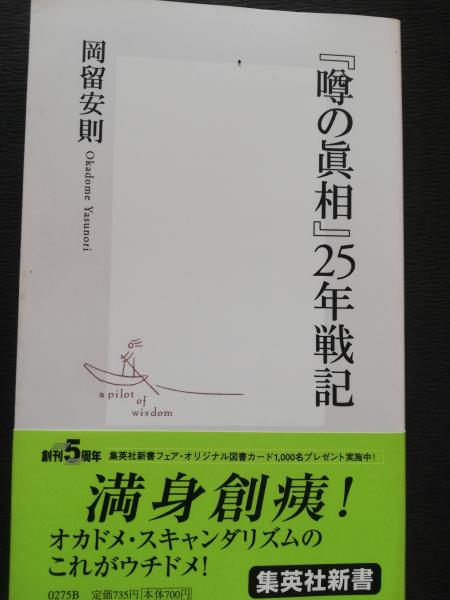 『噂の眞相』25年戦記
岡留安則
Okadome Yasunori
a pilot
of
wisdom
創刊5周年 集英社新書フェア・オリジナル図書カード1,000名プレゼント実施中!
満身創痍!
オカドメ・スキャンダリズムの
これがウチドメ!
集英社新書
0275B 定価735円 本体700円